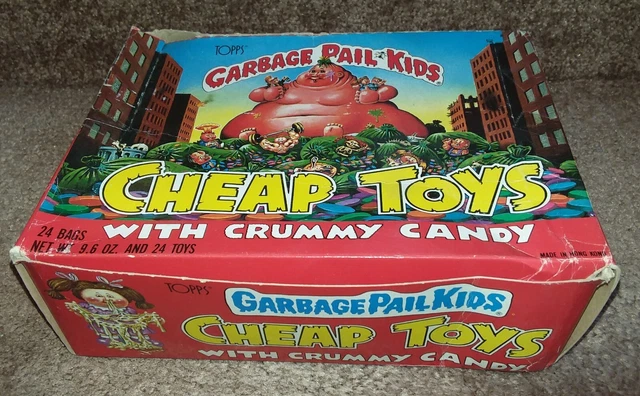 TOPPS
GARBAGE PAIL KIDS
CHEAP TOYS
WITH CRUMMY CANDY
24 BAGS
NET WT 9.6 OZ. AND 24 TOYS
MADE IN HONG KONG
TOPPS
GARBAGE PAIL KIDS
CHEAP TOYS
WITH CRUMMY CANDY